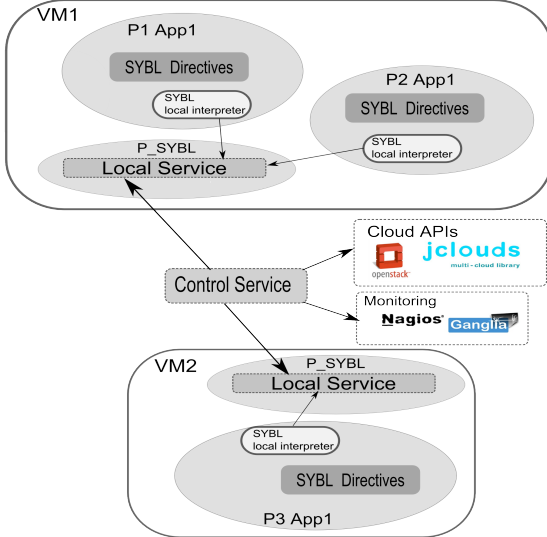 VM1
P1 App1
SYBL Directives
SYBL
local interpreter
P2 App1
SYBL Directives
SYBL
local interpreter
P_SYBL
Local Service
Cloud APIs
openstack
jclouds
multi-cloud library
Control Service
Monitoring
Nagios®
Ganglia
VM2
P_SYBL
Local Service
SYBL
local interpreter
SYBL Directives
P3 App1